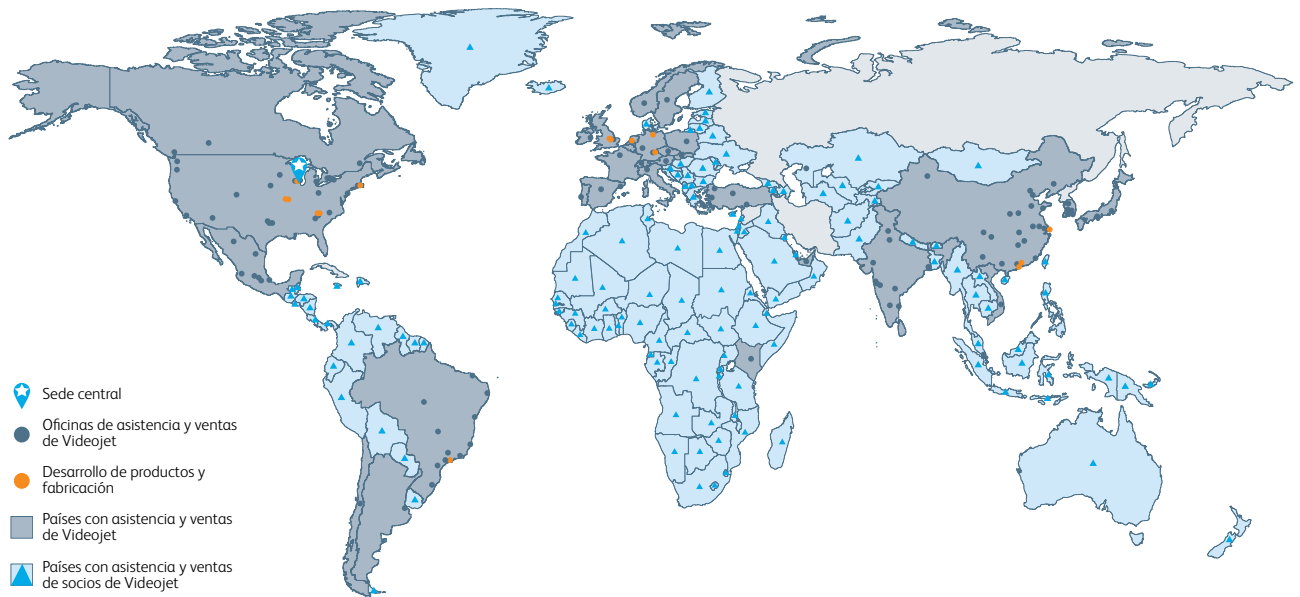 Sede central
Oficinas de asistencia y ventas
de Videojet
Desarrollo de productos y
fabricación
Países con asistencia y ventas
de Videojet
Países con asistencia y ventas
de socios de Videojet